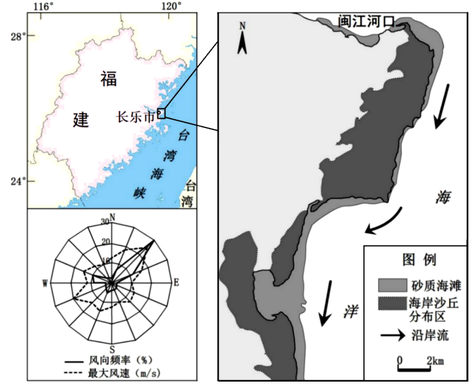 116°
120°
28°
24°
福
建
长乐市
台
湾
海
峡
台
湾
闽江河口
N
海
洋
图 例
砂质海滩
海岸沙丘
分布区
沿岸流
0 2km
N
30
20
10
W
E
S
风向频率（%）
最大风速（m/s）